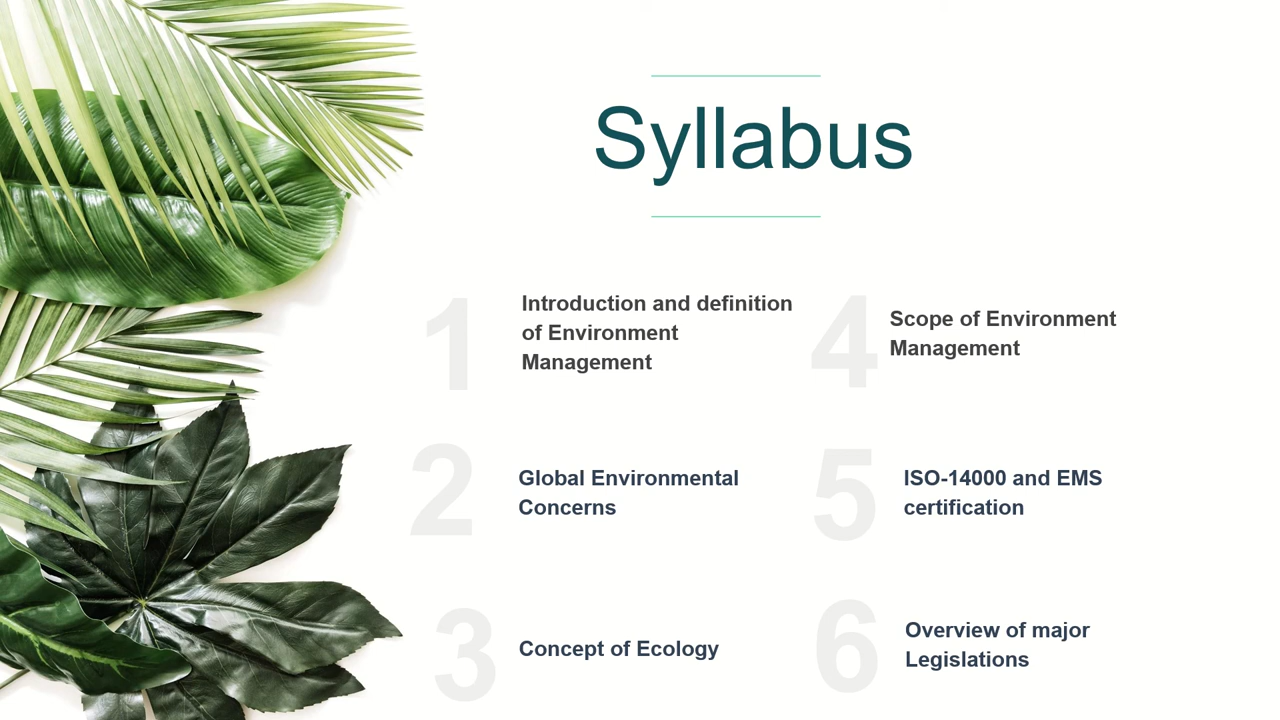 Syllabus
1
Introduction and definition
of Environment
Management
2
Global Environmental
Concerns
3
Concept of Ecology
4
Scope of Environment
Management
5
ISO-14000 and EMS
certification
6
Overview of major
Legislations